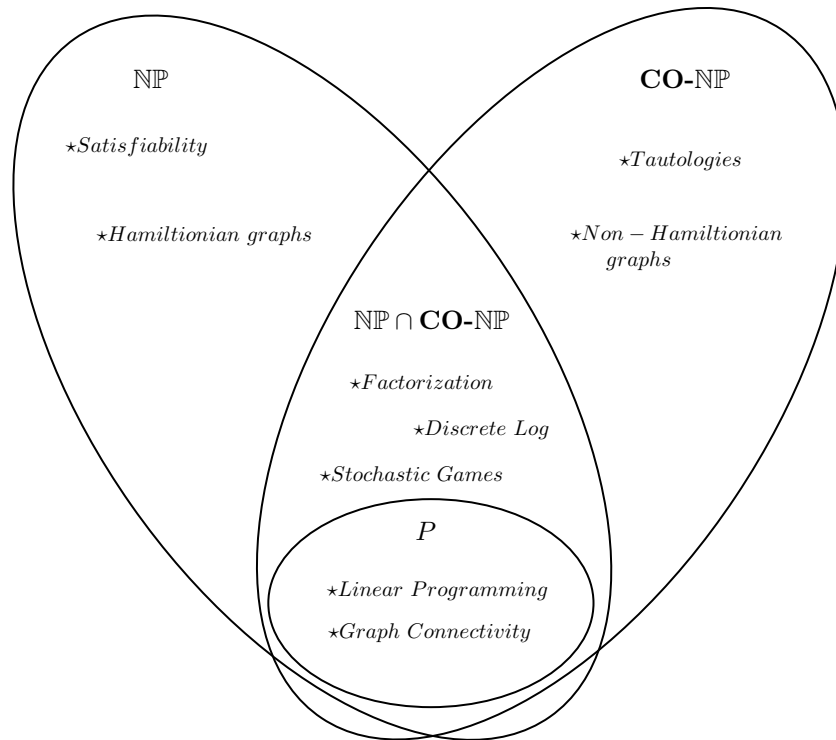 ℕℙ
CO-ℕℙ
⋆Satisfiability
⋆Tautologies
⋆Hamiltionian graphs
⋆Non − Hamiltionian
graphs
ℕℙ ∩ CO-ℕℙ
⋆Factorization
⋆Discrete Log
⋆Stochastic Games
P
⋆Linear Programming
⋆Graph Connectivity